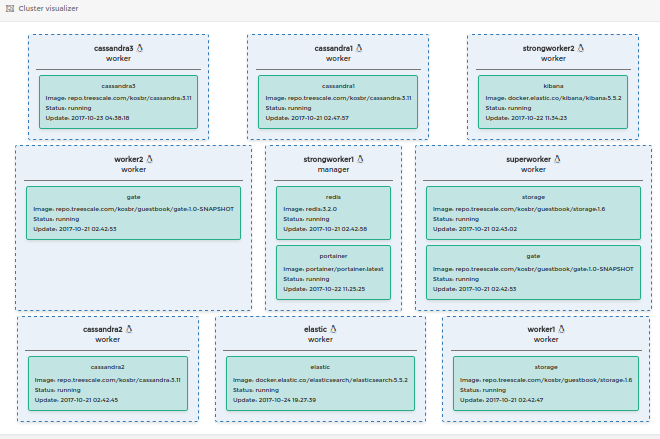 Cluster visualizer
cassandra3
worker
cassandra3
Image: repo.treescale.com/kosbr/cassandra:3.11
Status: running
Update: 2017-10-23 04:38:18
cassandra1
worker
cassandra1
Image: repo.treescale.com/kosbr/cassandra:3.11
Status: running
Update: 2017-10-21 02:47:57
strongworker2
worker
kibana
Image: docker.elastic.co/kibana/kibana:5.5.2
Status: running
Update: 2017-10-22 11:34:23
worker2
worker
gate
Image: repo.treescale.com/kosbr/guestbook/gate:1.0-SNAPSHOT
Status: running
Update: 2017-10-21 02:42:53
strongworker1
manager
redis
Image: redis:3.2.0
Status: running
Update: 2017-10-21 02:42:58
portainer
Image: portainer/portainer:latest
Status: running
Update: 2017-10-22 11:25:25
superworker
worker
storage
Image: repo.treescale.com/kosbr/guestbook/storage:1.6
Status: running
Update: 2017-10-21 02:43:02
gate
Image: repo.treescale.com/kosbr/guestbook/gate:1.0-SNAPSHOT
Status: running
Update: 2017-10-21 02:42:53
cassandra2
worker
cassandra2
Image: repo.treescale.com/kosbr/cassandra:3.11
Status: running
Update: 2017-10-21 02:42:45
elastic
worker
elastic
Image: docker.elastic.co/elasticsearch/elasticsearch:5.5.2
Status: running
Update: 2017-10-24 19:27:39
worker1
worker
storage
Image: repo.treescale.com/kosbr/guestbook/storage:1.6
Status: running
Update: 2017-10-21 02:42:47